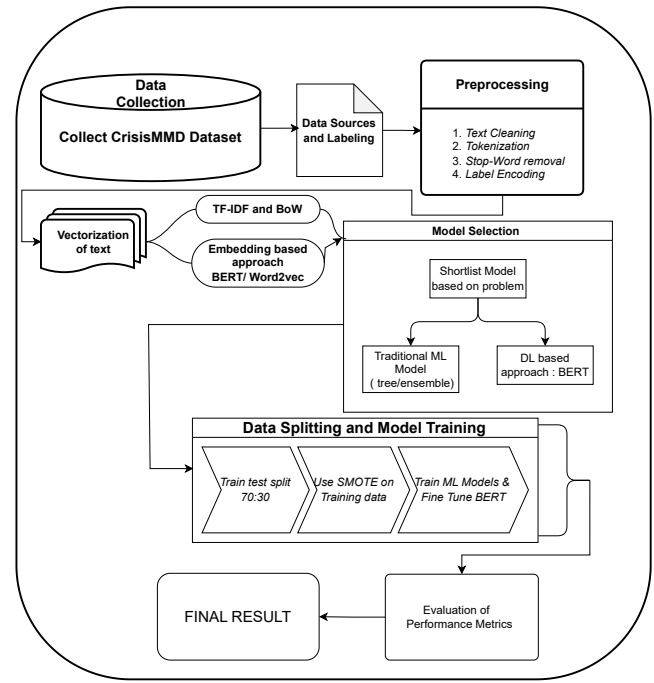 Data
Collection
Collect CrisisMMD Dataset
Data Sources
and Labeling
Preprocessing
1. Text Cleaning
2. Tokenization
3. Stop-Word removal
4. Label Encoding
Vectorization
of text
TF-IDF and BoW
Embedding based
approach
BERT/ Word2vec
Model Selection
Shortlist Model
based on problem
Traditional ML
Model
( tree/ensemble)
DL based
approach : BERT
Data Splitting and Model Training
Train test split
70:30
Use SMOTE on
Training data
Train ML Models &
Fine Tune BERT
FINAL RESULT
Evaluation of
Performance Metrics